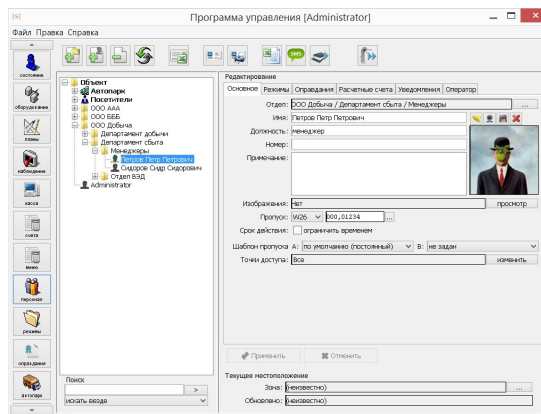 [S] Программа управления [Administrator]
Файл Правка Справка
SMS
состояние
оборудование
планы
наблюдение
касса
счета
меню
персонал
режимы
оправдания
автопарк
Объект
Автопарк
Посетители
ООО ААА
ООО БББ
ООО Добыча
Департамент добычи
Департамент сбыта
Менеджеры
Петров Петр Петрович
Сидоров Сидр Сидорович
Отдел ВЭД
Administrator
Поиск
>
искать везде
Редактирование
Основное Режимы Оправдания Расчетные счета Уведомления Оператор
Отдел: ООО Добыча / Департамент сбыта / Менеджеры ...
Имя: Петров Петр Петрович
Должность: менеджер
Номер:
Примечание:
Изображения: Нет просмотр
Пропуск: W26 000,01234 ...
Срок действия: ограничить временем
Шаблон пропуска A: по умолчанию (постоянный) B: не задан
Точки доступа: Все изменить
Применить Отменить
Текущее местоположение
Зона: (неизвестно) ...
Обновлено: (неизвестно)